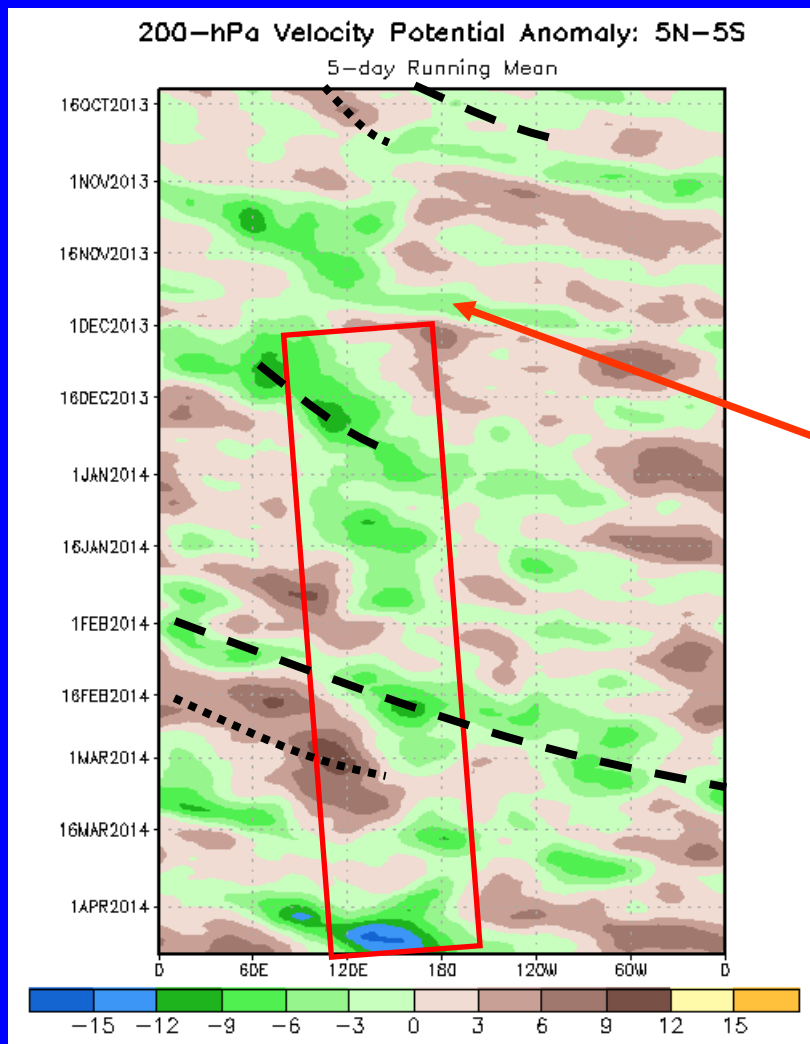 200-hPa Velocity Potential Anomaly: 5N-5S
5-day Running Mean
16OCT2013
1NOV2013
16NOV2013
1DEC2013
16DEC2013
1JAN2014
16JAN2014
1FEB2014
16FEB2014
1MAR2014
16MAR2014
1APR2014
0 60E 120E 180 120W 60W 0
-15 -12 -9 -6 -3 0 3 6 9 12 15